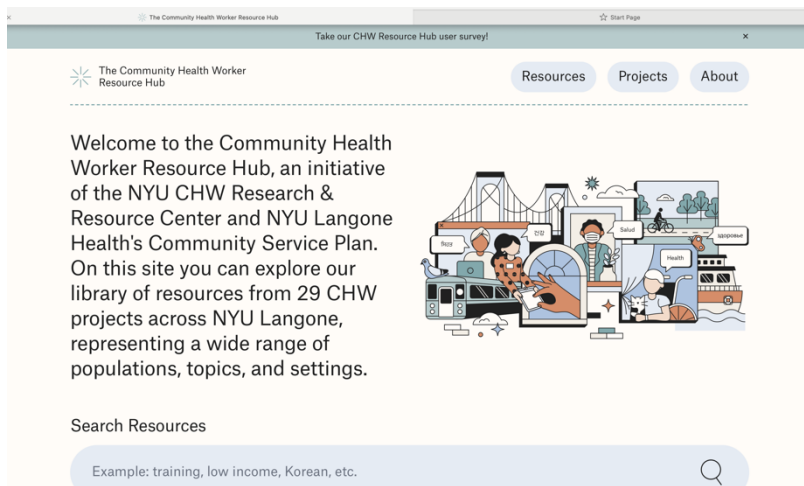 The Community Health Worker Resource Hub
Start Page
Take our CHW Resource Hub user survey!
The Community Health Worker
Resource Hub
Resources
Projects
About
Welcome to the Community Health
Worker Resource Hub, an initiative
of the NYU CHW Research &
Resource Center and NYU Langone
Health's Community Service Plan.
On this site you can explore our
library of resources from 29 CHW
projects across NYU Langone,
representing a wide range of
populations, topics, and settings.
건강
Salud
здоровье
Health
Search Resources
Example: training, low income, Korean, etc.